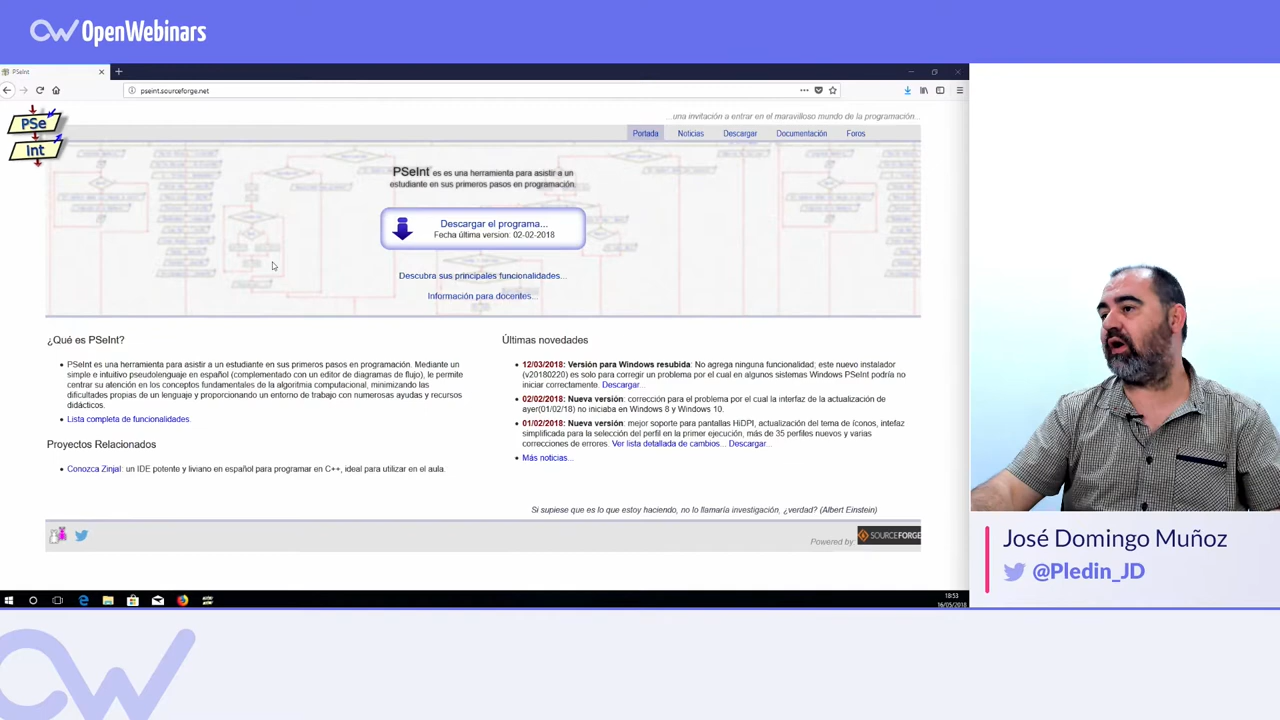 OpenWebinars
PSeInt
pseint.sourceforge.net
PSe
Int
...una invitación a entrar en el maravilloso mundo de la programación...
Portada Noticias Descargar Documentación Foros
PSeInt es es una herramienta para asistir a un
estudiante en sus primeros pasos en programación.
Descargar el programa...
Fecha última version: 02-02-2018
Descubra sus principales funcionalidades...
Información para docentes...
¿Qué es PSeInt?
PSeInt es una herramienta para asistir a un estudiante en sus primeros pasos en programación. Mediante un
simple e intuitivo pseudolenguaje en español (complementado con un editor de diagramas de flujo), le permite
centrar su atención en los conceptos fundamentales de la algoritmia computacional, minimizando las
dificultades propias de un lenguaje y proporcionando un entorno de trabajo con numerosas ayudas y recursos
didácticos.
Lista completa de funcionalidades.
Proyectos Relacionados
Conozca Zinjal: un IDE potente y liviano en español para programar en C++, ideal para utilizar en el aula.
Últimas novedades
12/03/2018: Versión para Windows resubida: No agrega ninguna funcionalidad; este nuevo instalador
(v20180220) es solo para corregir un problema por el cual en algunos sistemas Windows PSeInt podría no
iniciar correctamente. Descargar...
02/02/2018: Nueva versión: corrección para el problema por el cual la interfaz de la actualización de
ayer(01/02/18) no iniciaba en Windows 8 y Windows 10.
01/02/2018: Nueva versión: mejor soporte para pantallas HiDPI, actualización del tema de íconos, intefaz
simplificada para la selección del perfil en la primer ejecución, más de 35 perfiles nuevos y varias
correcciones de errores. Ver lista detallada de cambios... Descargar...
Más noticias...
Si supiese que es lo que estoy haciendo, no lo llamaría investigación, ¿verdad? (Albert Einstein)
Powered by: SOURCEFORGE
18:53
16/05/2018
José Domingo Muñoz
@Pledin_JD